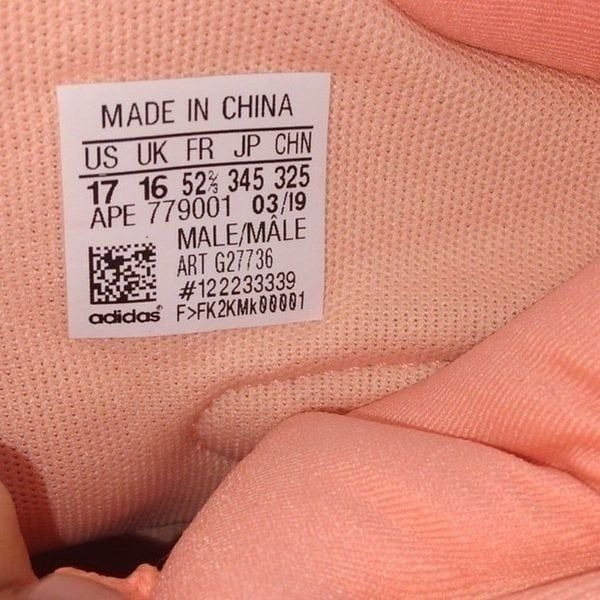 MADE IN CHINA
US UK FR JP CHN
17 16 52⅔ 345 325
APE 779001 03/19
MALE/MÂLE
ART G27736
#122233339
adidas® F>FK2KMk00001